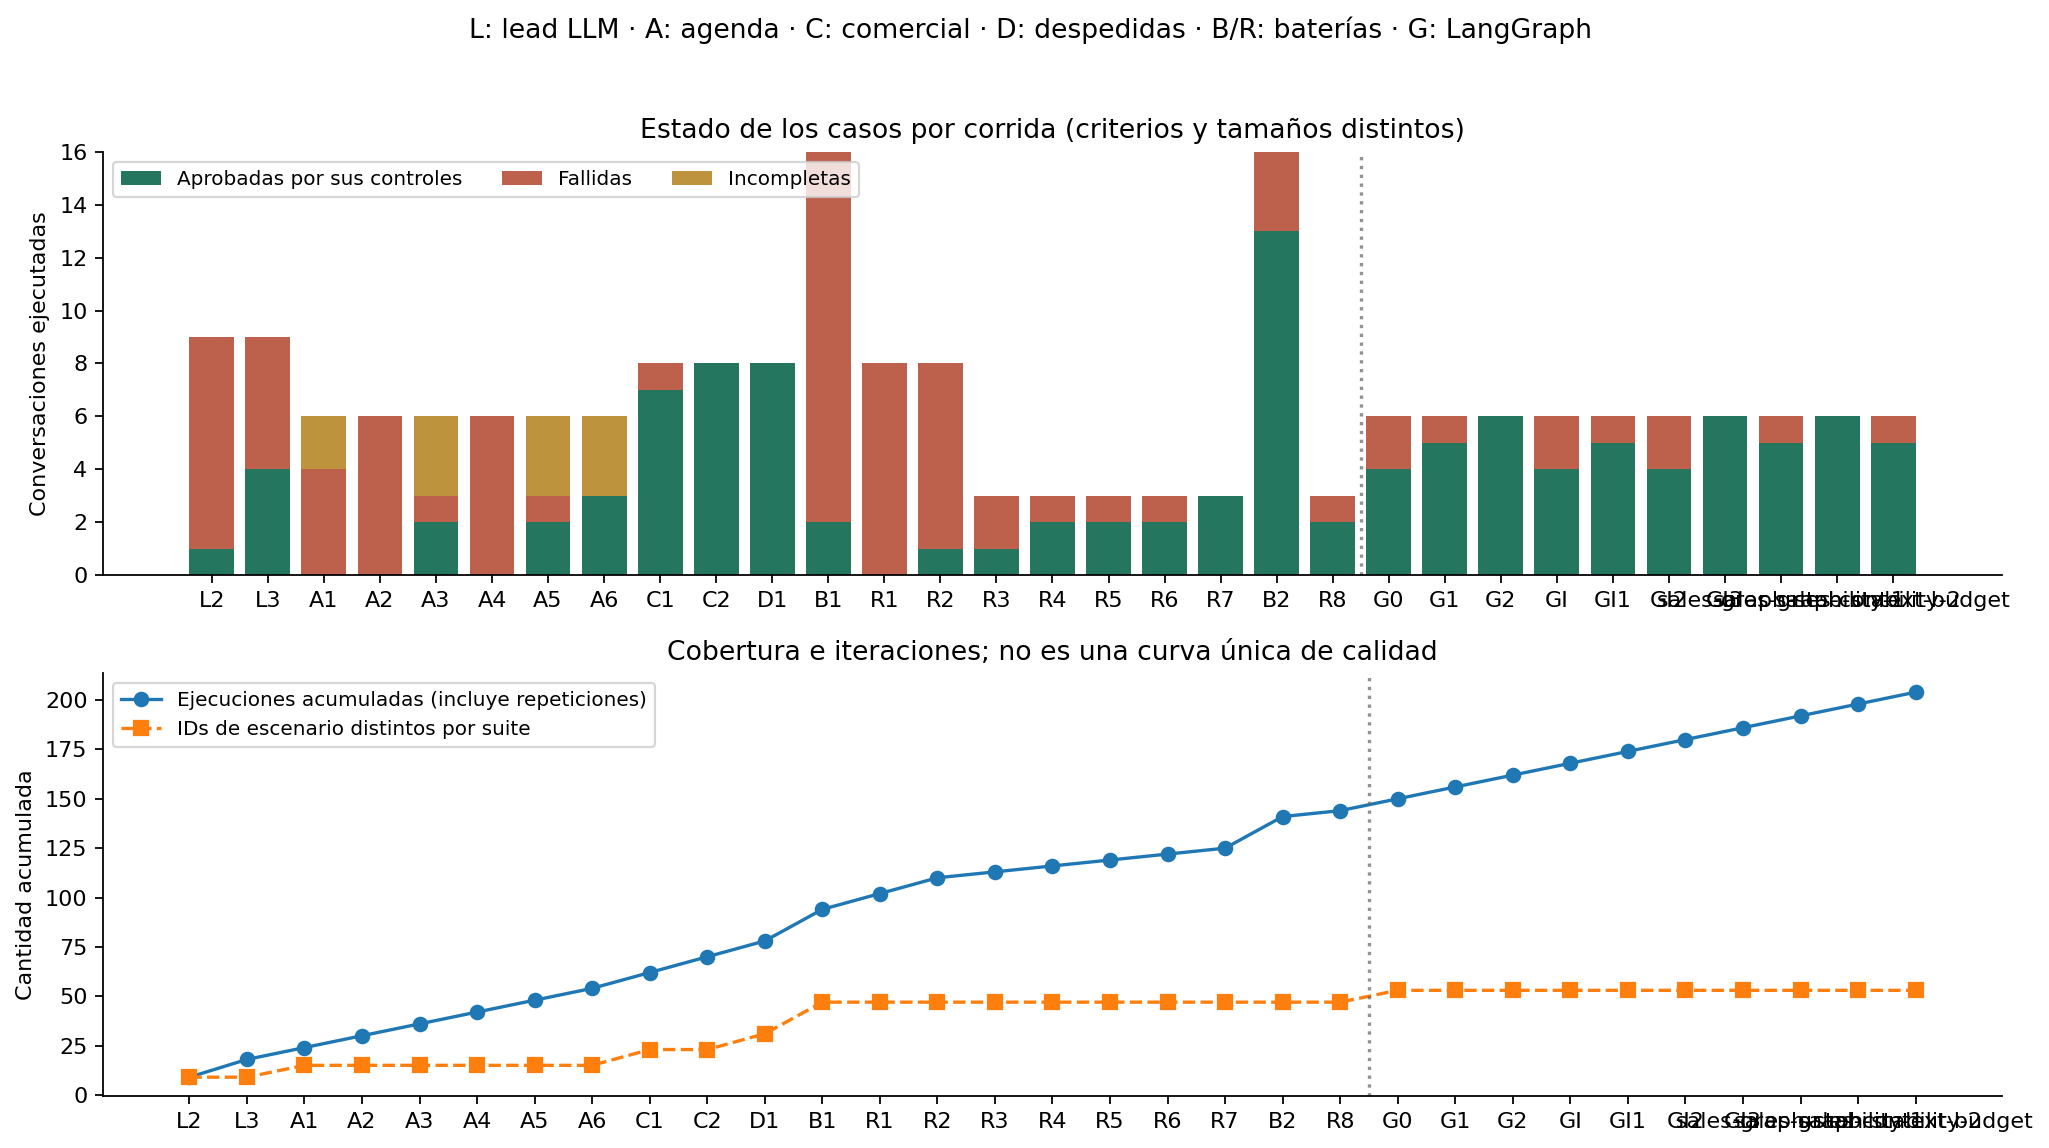 L: lead LLM · A: agenda · C: comercial · D: despedidas · B/R: baterías · G: LangGraph
Estado de los casos por corrida (criterios y tamaños distintos)
Aprobadas por sus controles Fallidas Incompletas
Conversaciones ejecutadas
16
14
12
10
8
6
4
2
0
L2 L3 A1 A2 A3 A4 A5 A6 C1 C2 D1 B1 R1 R2 R3 R4 R5 R6 R7 B2 R8 G0 G1 G2 GI GI1
Cobertura e iteraciones; no es una curva única de calidad
Ejecuciones acumuladas (incluye repeticiones)
IDs de escenario distintos por suite
Cantidad acumulada
200
175
150
125
100
75
50
25
0
L2 L3 A1 A2 A3 A4 A5 A6 C1 C2 D1 B1 R1 R2 R3 R4 R5 R6 R7 B2 R8 G0 G1 G2 GI GI1